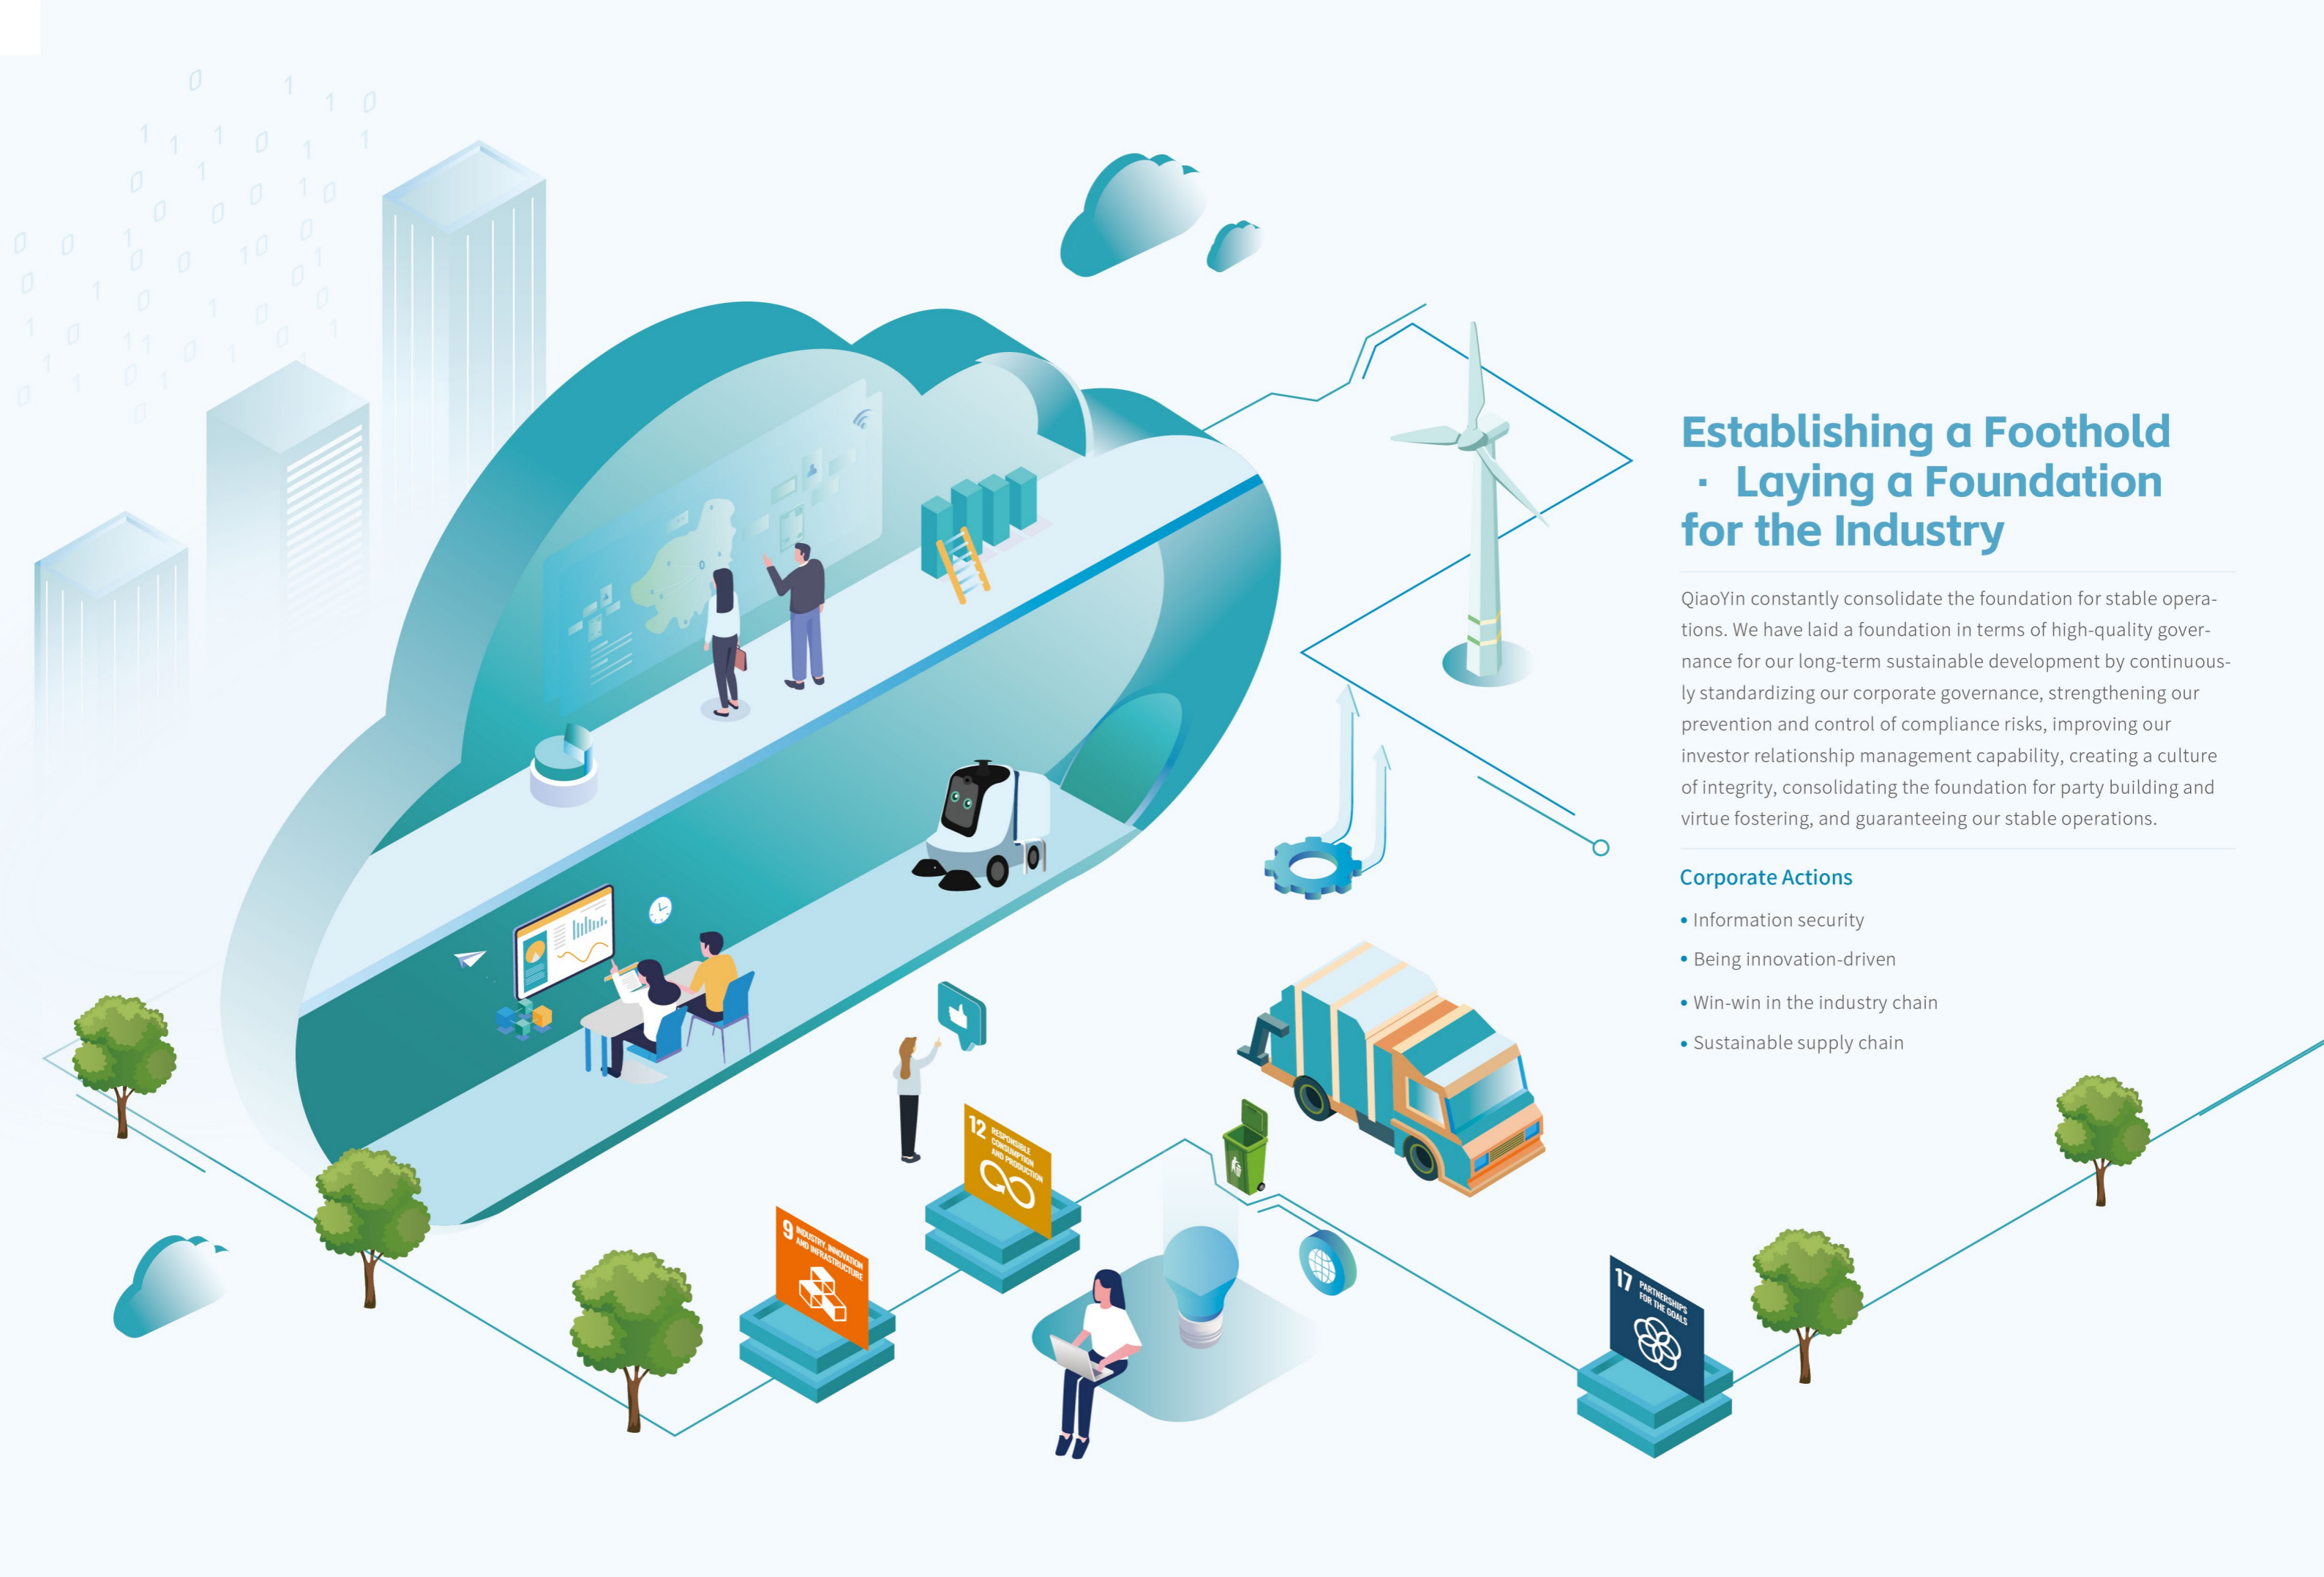 Establishing a Foothold
· Laying a Foundation
for the Industry
QiaoYin constantly consolidate the foundation for stable opera-
tions. We have laid a foundation in terms of high-quality gover-
nance for our long-term sustainable development by continuous-
ly standardizing our corporate governance, strengthening our
prevention and control of compliance risks, improving our
investor relationship management capability, creating a culture
of integrity, consolidating the foundation for party building and
virtue fostering, and guaranteeing our stable operations.
Corporate Actions
• Information security
• Being innovation-driven
• Win-win in the industry chain
• Sustainable supply chain
12 RESPONSIBLE
CONSUMPTION
AND PRODUCTION
9 INDUSTRY, INNOVATION
AND INFRASTRUCTURE
17 PARTNERSHIPS
FOR THE GOALS